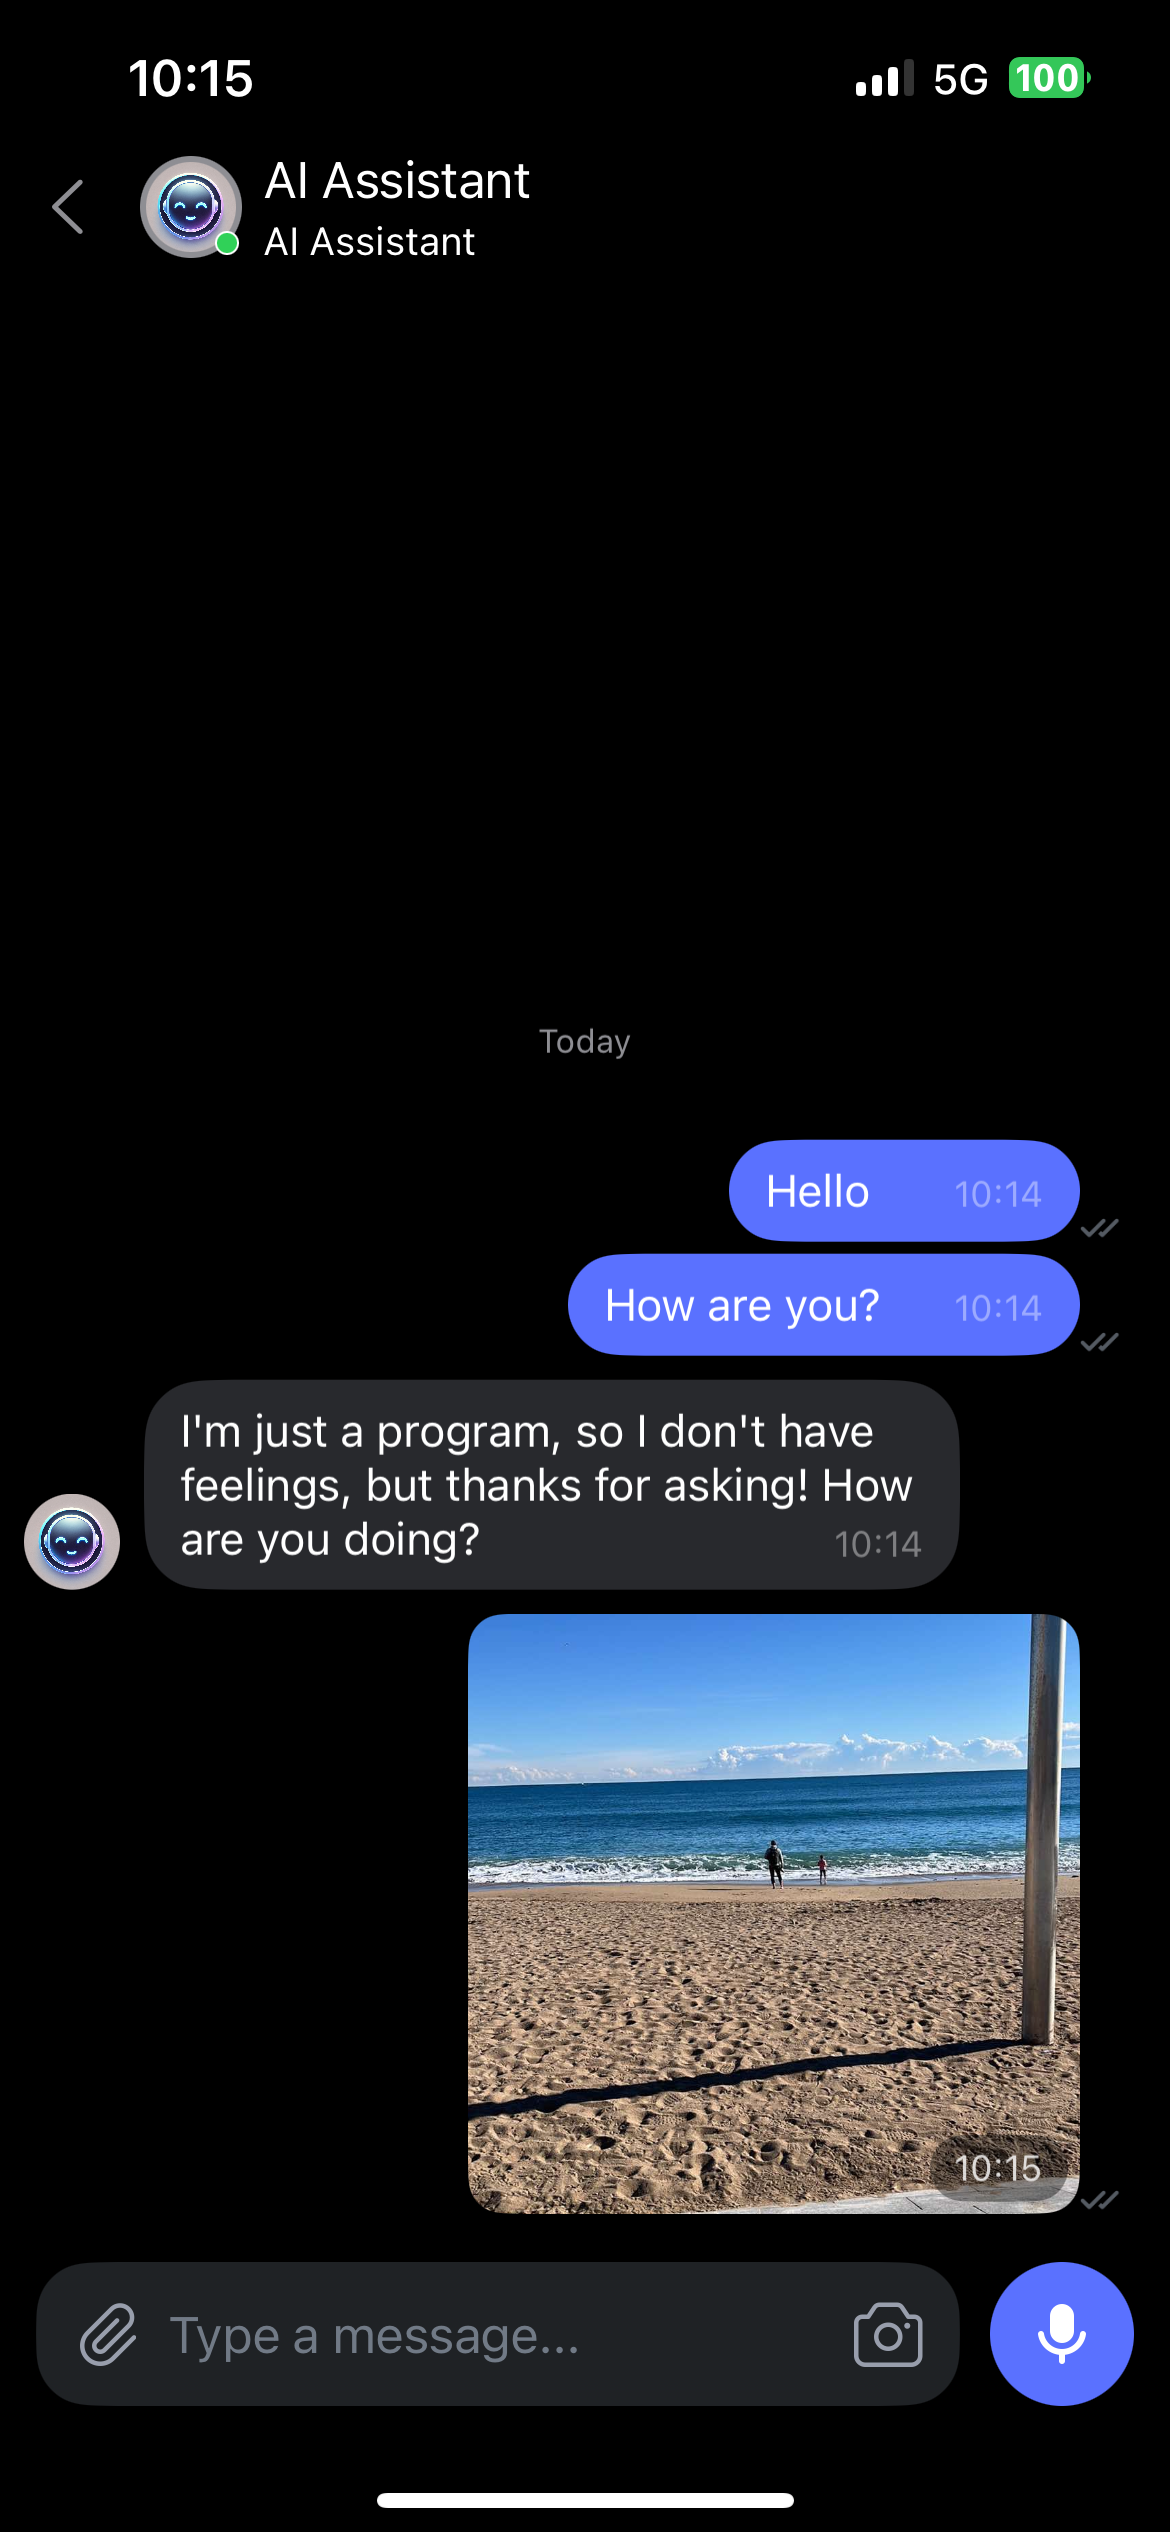 10:15
5G
100
AI Assistant
AI Assistant
Today
Hello 10:14
How are you? 10:14
I'm just a program, so I don't have
feelings, but thanks for asking! How
are you doing? 10:14
10:15
Type a message...